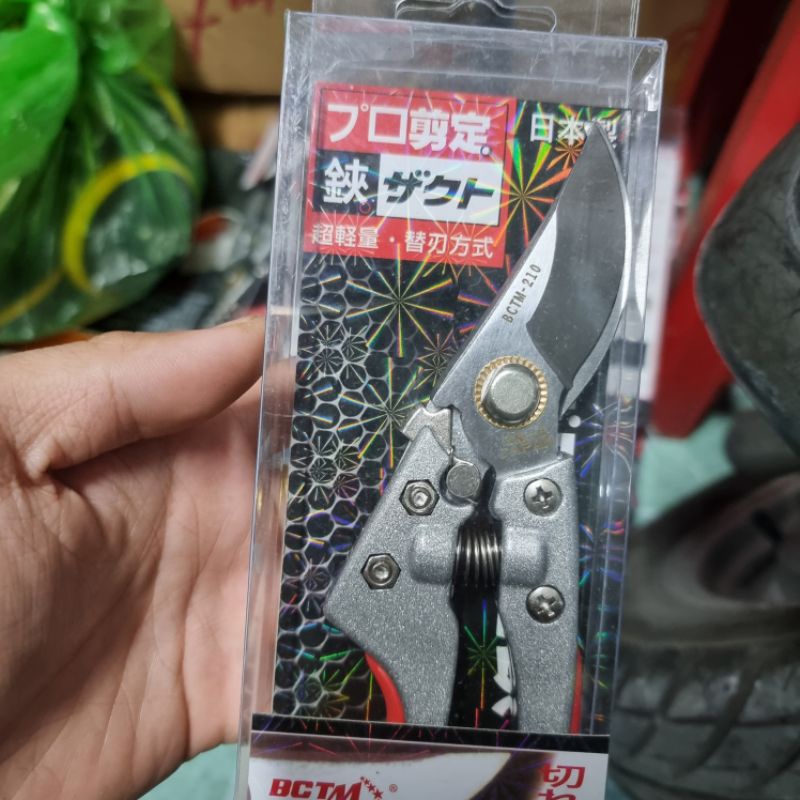 プロ剪定
日本製
鋏 ザクト
超軽量・替刃方式
BCTM-210
BCTM®
切